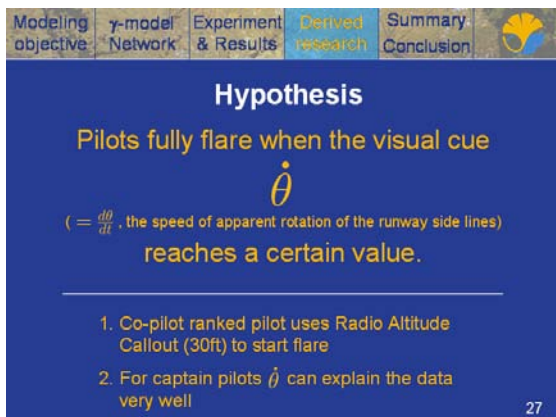 Modeling objective γ-model Network Experiment & Results Derived research Summary Conclusion
Hypothesis
Pilots fully flare when the visual cue
θ̇
( = dθ/dt , the speed of apparent rotation of the runway side lines)
reaches a certain value.
1. Co-pilot ranked pilot uses Radio Altitude
Callout (30ft) to start flare
2. For captain pilots θ̇ can explain the data
very well
27